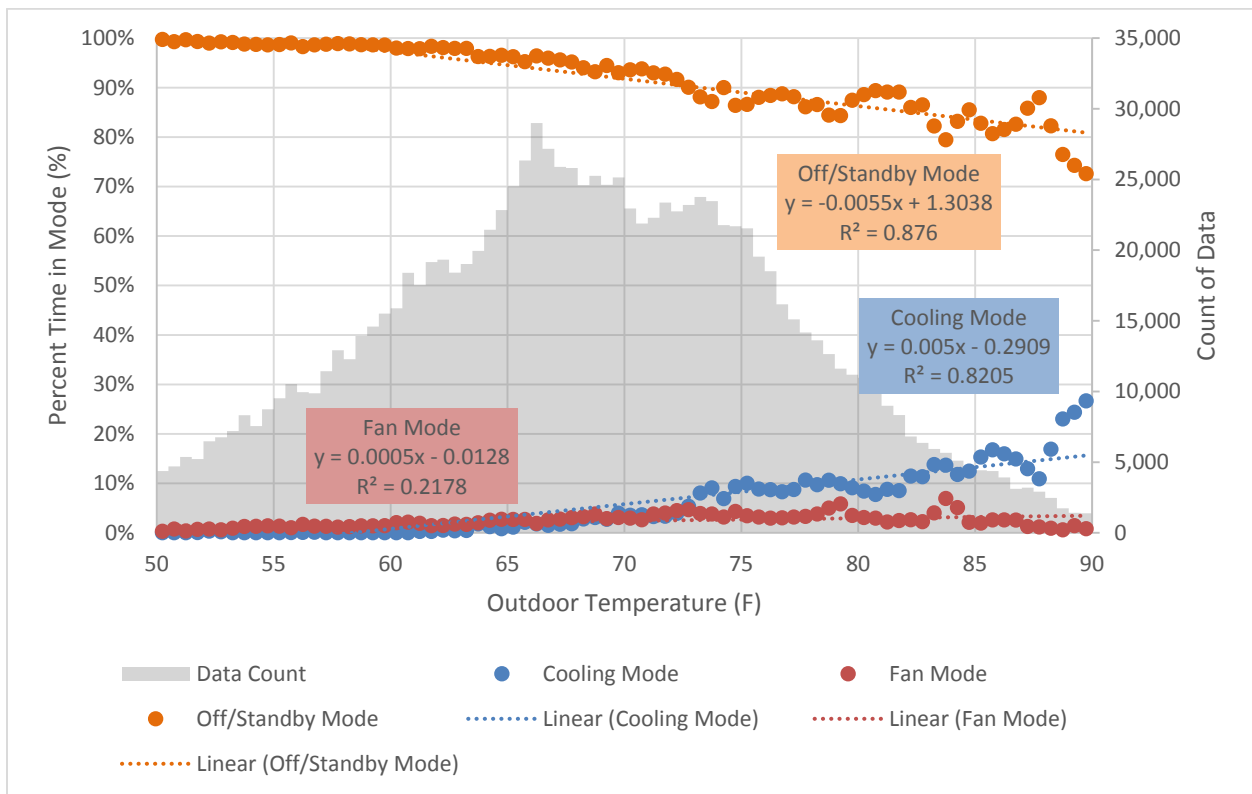 100%
90%
80%
70%
60%
50%
40%
30%
20%
10%
0%
Percent Time in Mode (%)
35,000
30,000
25,000
20,000
15,000
10,000
5,000
0
Count of Data
Off/Standby Mode
y = -0.0055x + 1.3038
R² = 0.876
Cooling Mode
y = 0.005x - 0.2909
R² = 0.8205
Fan Mode
y = 0.0005x - 0.0128
R² = 0.2178
50 55 60 65 70 75 80 85 90
Outdoor Temperature (F)
Data Count Cooling Mode Fan Mode
Off/Standby Mode Linear (Cooling Mode) Linear (Fan Mode)
Linear (Off/Standby Mode)